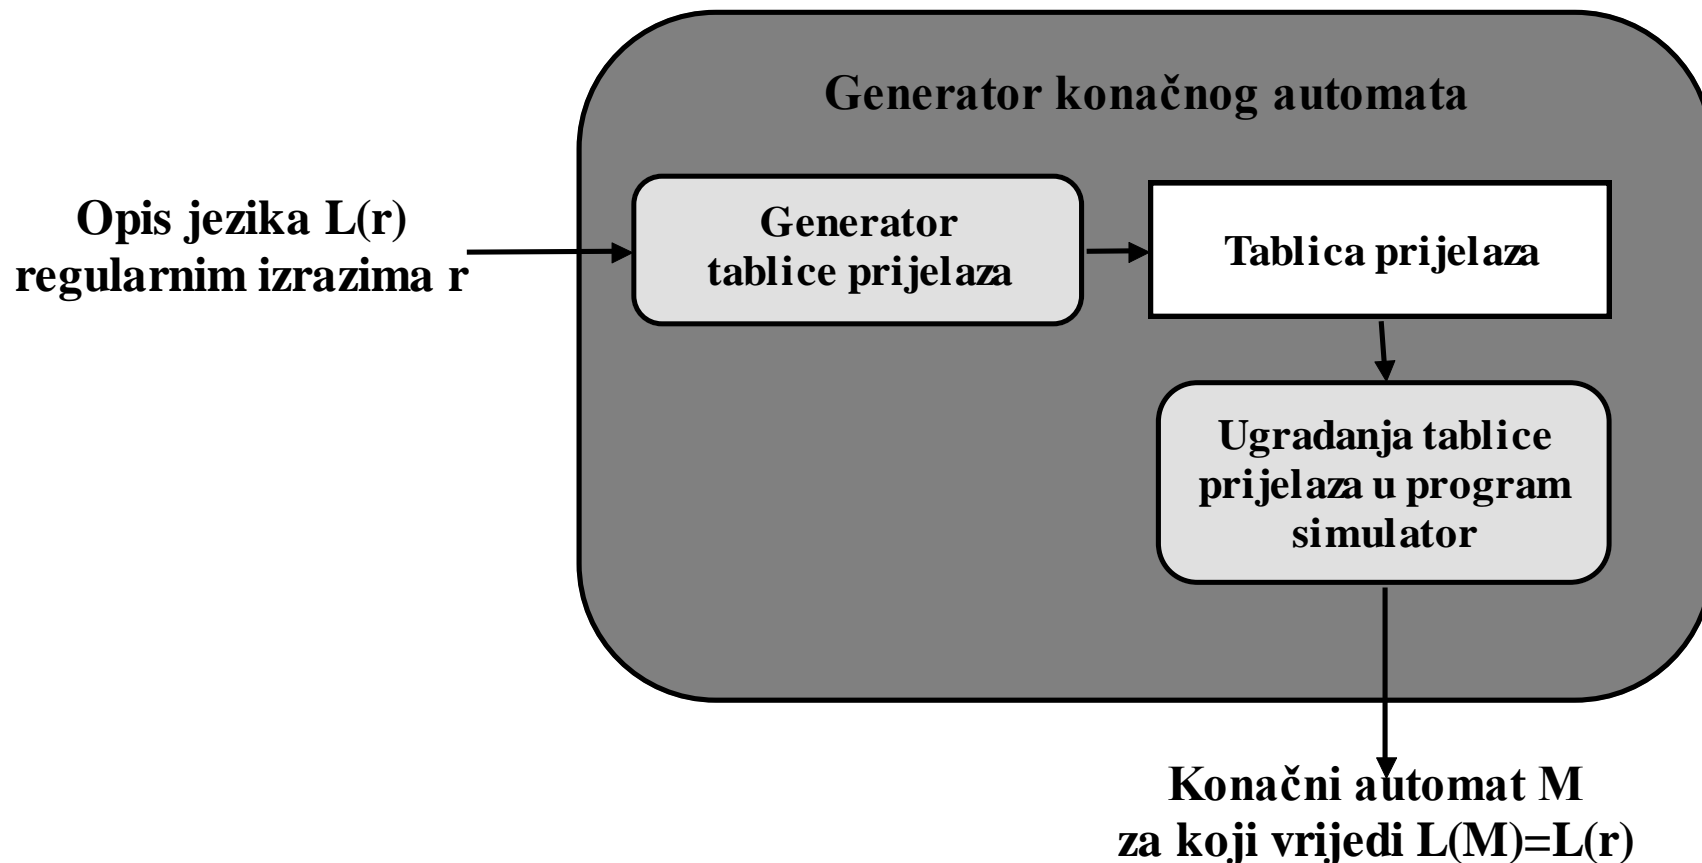 Generator konačnog automata
Opis jezika L(r)
regularnim izrazima r
Generator
tablice prijelaza
Tablica prijelaza
Ugradanja tablice
prijelaza u program
simulator
Konačni automat M
za koji vrijedi L(M)=L(r)